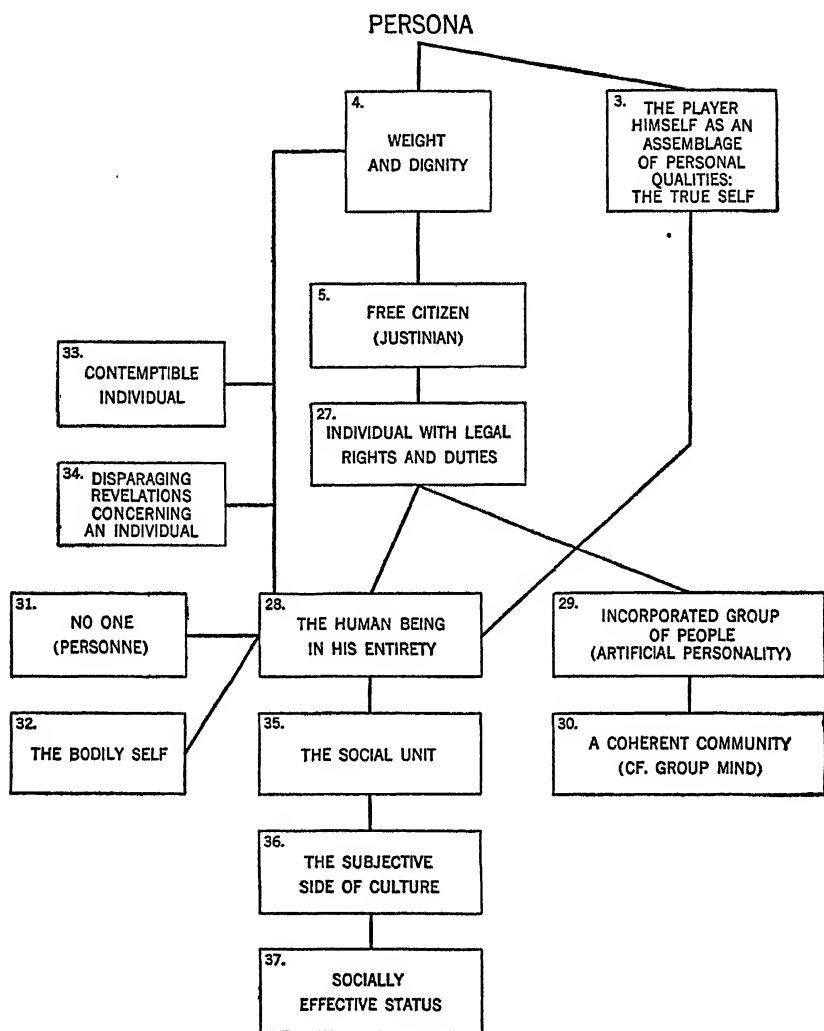 PERSONA
4.
WEIGHT
AND DIGNITY
3.
THE PLAYER
HIMSELF AS AN
ASSEMBLAGE
OF PERSONAL
QUALITIES:
THE TRUE SELF
5.
FREE CITIZEN
(JUSTINIAN)
33.
CONTEMPTIBLE
INDIVIDUAL
27.
INDIVIDUAL WITH LEGAL
RIGHTS AND DUTIES
34. DISPARAGING
REVELATIONS
CONCERNING
AN INDIVIDUAL
31.
NO ONE
(PERSONNE)
28.
THE HUMAN BEING
IN HIS ENTIRETY
29.
INCORPORATED GROUP
OF PEOPLE
(ARTIFICIAL PERSONALITY)
32.
THE BODILY SELF
35.
THE SOCIAL UNIT
30.
A COHERENT COMMUNITY
(CF. GROUP MIND)
36.
THE SUBJECTIVE
SIDE OF CULTURE
37.
SOCIALLY
EFFECTIVE STATUS